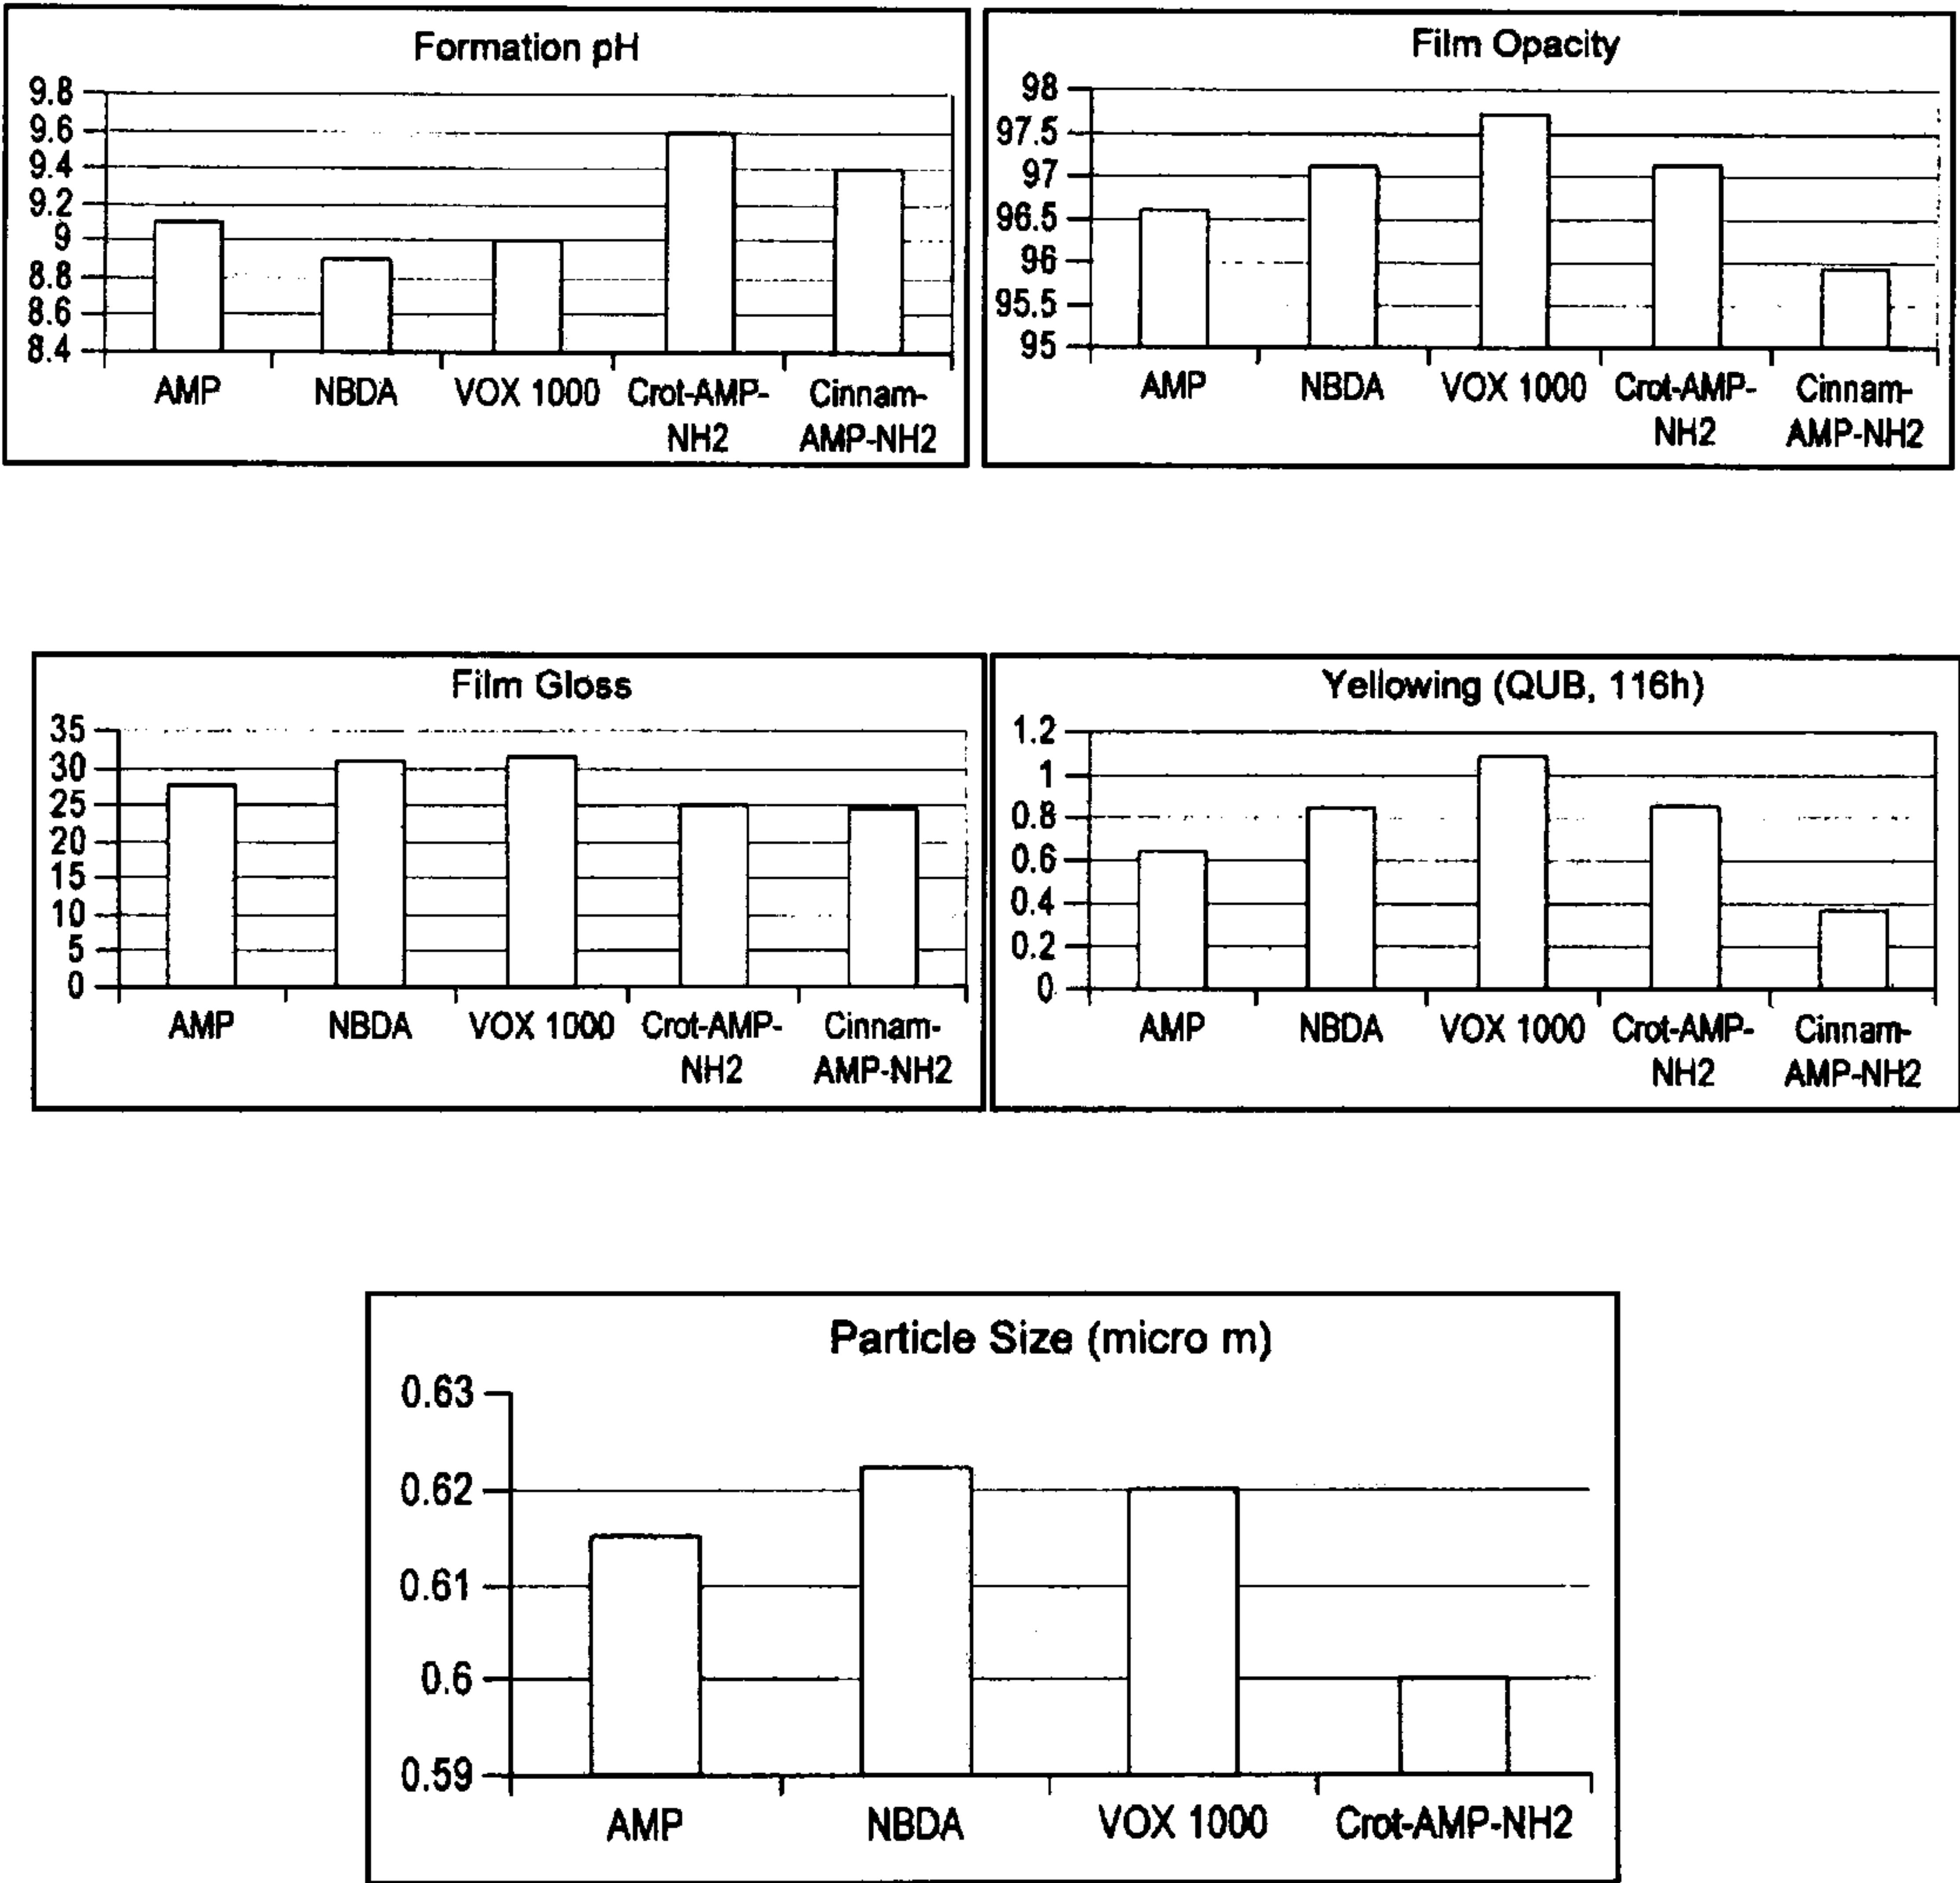 Formation pH
9.8
9.6
9.4
9.2
9
8.8
8.6
8.4
AMP NBDA VOX 1000 Crot-AMP- Cinnam-
NH2 AMP-NH2
Film Opacity
98
97.5
97
96.5
96
95.5
95
AMP NBDA VOX 1000 Crot-AMP- Cinnam-
NH2 AMP-NH2
Film Gloss
35
30
25
20
15
10
5
0
AMP NBDA VOX 1000 Crot-AMP- Cinnam-
NH2 AMP-NH2
Yellowing (QUB, 116h)
1.2
1
0.8
0.6
0.4
0.2
0
AMP NBDA VOX 1000 Crot-AMP- Cinnam-
NH2 AMP-NH2
Particle Size (micro m)
0.63
0.62
0.61
0.6
0.59
AMP NBDA VOX 1000 Crot-AMP-NH2